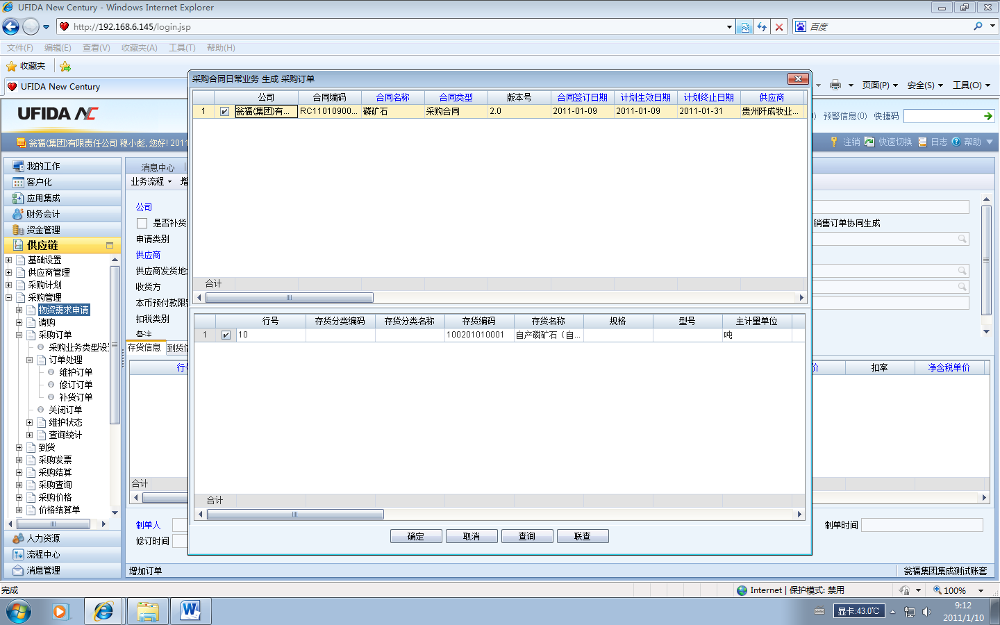 UFIDA New Century - Windows Internet Explorer
http://192.168.6.145/login.jsp
百度
文件(F) 编辑(E) 查看(V) 收藏夹(A) 工具(T) 帮助(H)
收藏夹
UFIDA New Century
页面(P) 安全(S) 工具(O)
UFIDA NC
预警信息(0) 快捷码
瓮福(集团)有限责任公司 穆小彪, 您好! 2011
注销 快速切换 日志 帮助
我的工作
客户化
应用集成
财务会计
资金管理
供应链
基础设置
供应商管理
采购计划
采购管理
物资需求申请
请购
采购订单
采购业务类型设
订单处理
维护订单
修订订单
补货订单
关闭订单
维护状态
查询统计
到货
采购发票
采购结算
采购查询
采购价格
价格结算单
人力资源
流程中心
消息管理
消息中心
业务流程 增
公司
是否补货
申请类别
供应商
供应商发货地
收货方
本币预付款限
扣税类别
备注
存货信息 到货信
行号
合计
制单人
修订时间
增加订单
采购合同日常业务 生成 采购订单
公司 合同编码 合同名称 合同类型 版本号 合同签订日期 计划生效日期 计划终止日期 供应商
1 瓮福(集团)有... RC11010900... 磷矿石 采购合同 2.0 2011-01-09 2011-01-09 2011-01-31 贵州阡成牧业...
合计
行号 存货分类编码 存货分类名称 存货编码 存货名称 规格 型号 主计量单位
1 10 100201010001 自产磷矿石（自... 吨
合计
确定 取消 查询 联查
销售订单协同生成
价 扣率 净含税单价
制单时间
瓮福集团集成测试账套
完成
Internet | 保护模式: 禁用
100%
显卡:43.0℃
9:12
2011/1/10